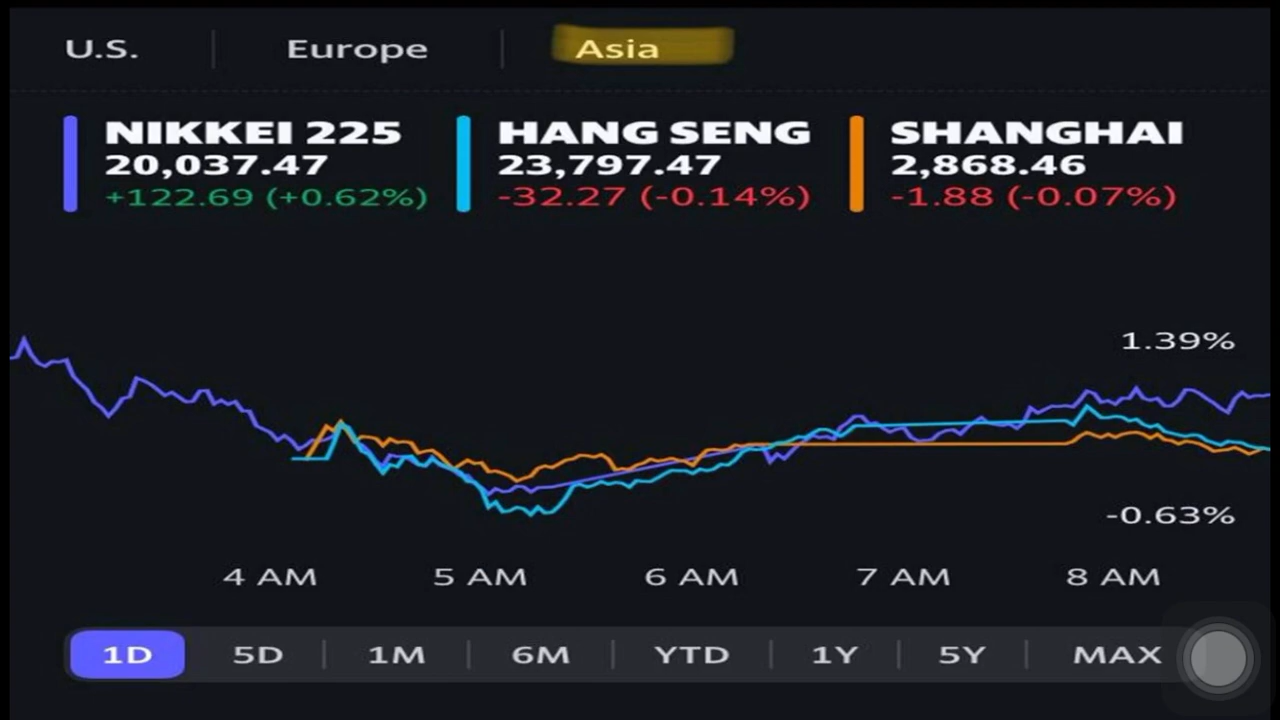 U.S. Europe Asia
NIKKEI 225 HANG SENG SHANGHAI
20,037.47 23,797.47 2,868.46
+122.69 (+0.62%) -32.27 (-0.14%) -1.88 (-0.07%)
1.39%
-0.63%
4 AM 5 AM 6 AM 7 AM 8 AM
1D 5D 1M 6M YTD 1Y 5Y MAX